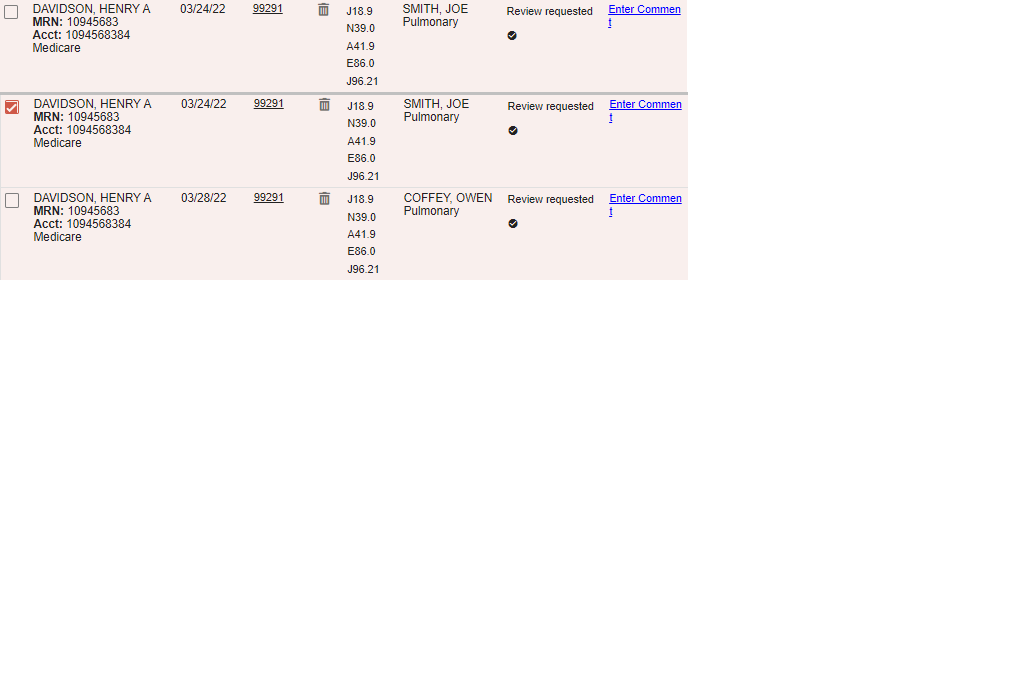 DAVIDSON, HENRY A 03/24/22 99291 J18.9 SMITH, JOE Review requested Enter Commen
MRN: 10945683 N39.0 Pulmonary t
Acct: 1094568384 A41.9
Medicare E86.0
J96.21
DAVIDSON, HENRY A 03/24/22 99291 J18.9 SMITH, JOE Review requested Enter Commen
MRN: 10945683 N39.0 Pulmonary t
Acct: 1094568384 A41.9
Medicare E86.0
J96.21
DAVIDSON, HENRY A 03/28/22 99291 J18.9 COFFEY, OWEN Review requested Enter Commen
MRN: 10945683 N39.0 Pulmonary t
Acct: 1094568384 A41.9
Medicare E86.0
J96.21